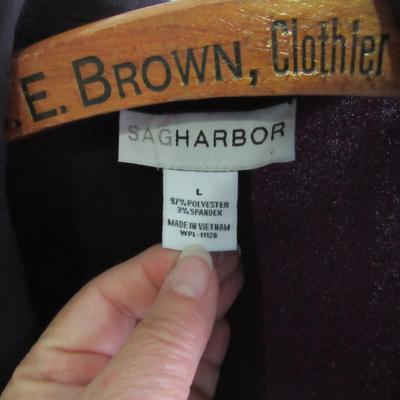 .E. BROWN, Clothier
SAGHARBOR
L
97% POLYESTER
3% SPANDEX
MADE IN VIETNAM
WPL-11128